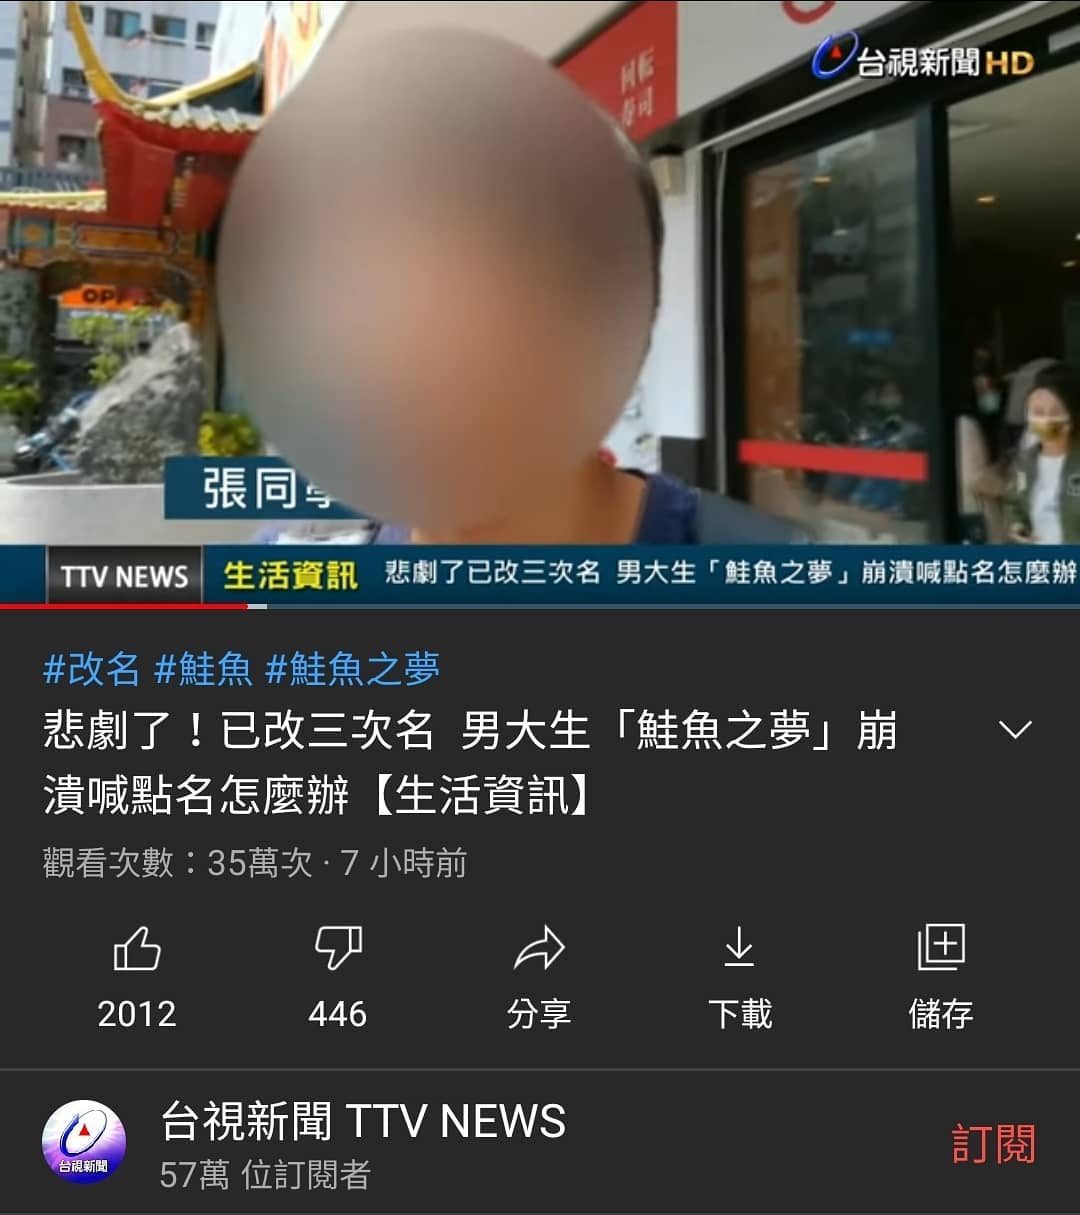 台視新聞HD
回転
寿司
張同
TTV NEWS
生活資訊
悲劇了已改三次名 男大生「鮭魚之夢」崩潰喊點名怎麼辦
#改名 #鮭魚 #鮭魚之夢
悲劇了！已改三次名 男大生「鮭魚之夢」崩
潰喊點名怎麼辦【生活資訊】
觀看次數：35萬次 · 7 小時前
2012
446
分享
下載
儲存
台視新聞
台視新聞 TTV NEWS
57萬 位訂閱者
訂閱